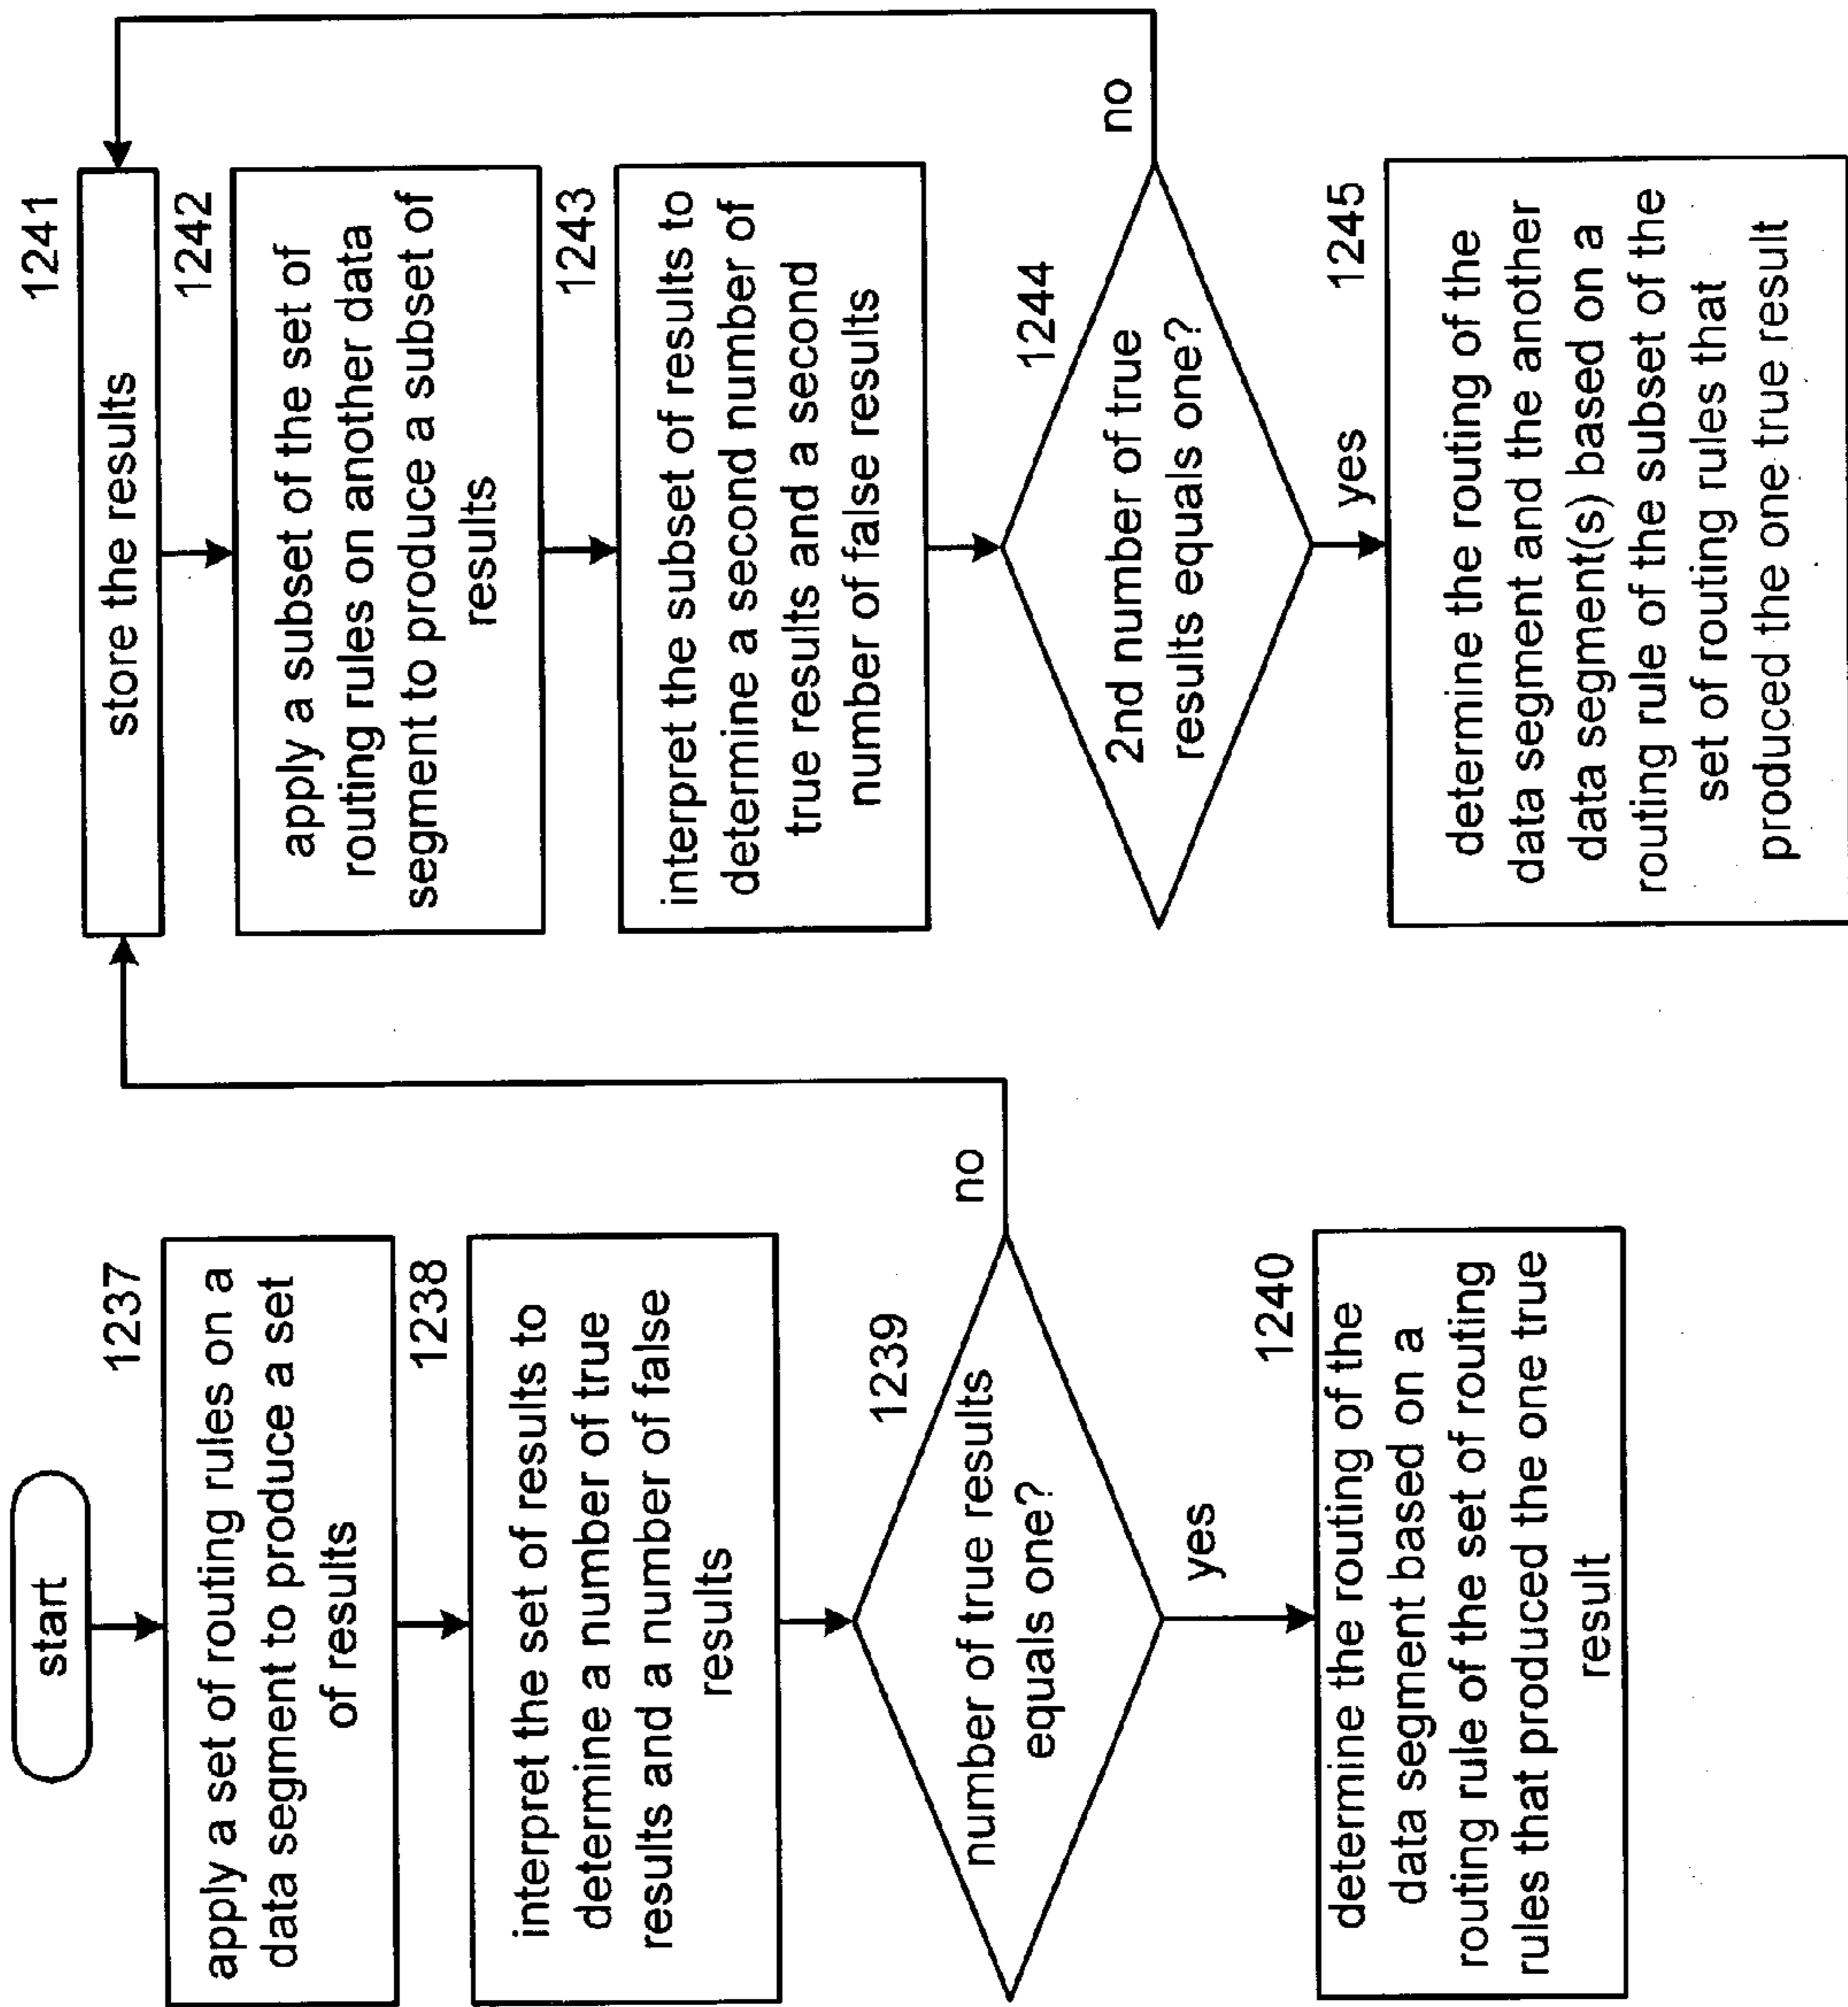 start
1237
apply a set of routing rules on a
data segment to produce a set
of results
1238
interpret the set of results to
determine a number of true
results and a number of false
results
1239
number of true results
equals one?
no
yes
1240
determine the routing of the
data segment based on a
routing rule of the set of routing
rules that produced the one true
result
1241
store the results
1242
apply a subset of the set of
routing rules on another data
segment to produce a subset of
results
1243
interpret the subset of results to
determine a second number of
true results and a second
number of false results
1244
2nd number of true
results equals one?
no
yes
1245
determine the routing of the
data segment and the another
data segment(s) based on a
routing rule of the subset of the
set of routing rules that
produced the one true result